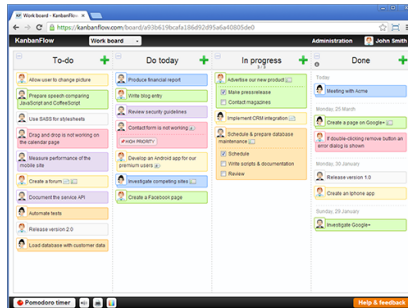 Work board - KanbanFlow
https://kanbanflow.com/board/a93b619bcafa186d92d95a6a40805de0
KanbanFlow
Work board
Administration
John Smith
To-do
Allow user to change picture
Prepare speech comparing
JavaScript and CoffeeScript
Use SASS for stylesheets
Drag and drop is not working on
the calendar page
Measure performance of the
mobile site
Create a forum
Document the service API
Automate tests
Release version 2.0
Load database with customer data
Do today
Produce financial report
Write blog entry
Review security guidelines
Contact form is not working
HIGH PRIORITY
Develop an Android app for our
premium users
Investigate competing sites
Create a Facebook page
In progress
Advertise our new product
Make pressrelease
Contact magazines
Implement CRM integration
Schedule & prepare database
maintenance
Schedule
Write scripts & documentation
Review
Done
Today
Meeting with Acme
Monday, 25 March
Create a page on Google+
If double-clicking remove button an
error dialog is shown
Monday, 30 January
Release version 1.0
Create an Iphone app
Sunday, 29 January
Investigate Google+
Pomodoro timer
Help & feedback